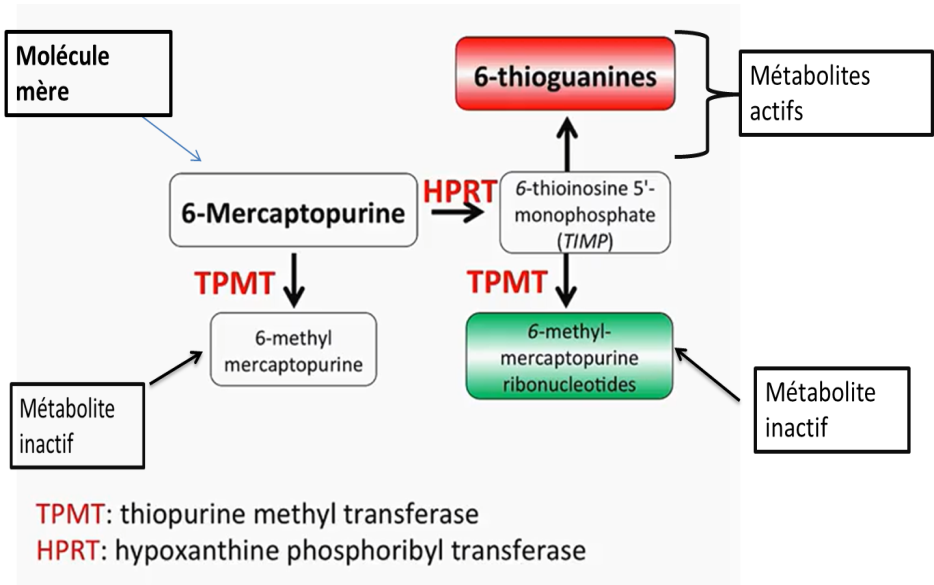 Molécule
mère
6-thioguanines
Métabolites
actifs
6-Mercaptopurine
HPRT
6-thioinosine 5'-
monophosphate
(TIMP)
TPMT
TPMT
6-methyl
mercaptopurine
6-methyl-
mercaptopurine
ribonucleotides
Métabolite
inactif
Métabolite
inactif
TPMT: thiopurine methyl transferase
HPRT: hypoxanthine phosphoribyl transferase